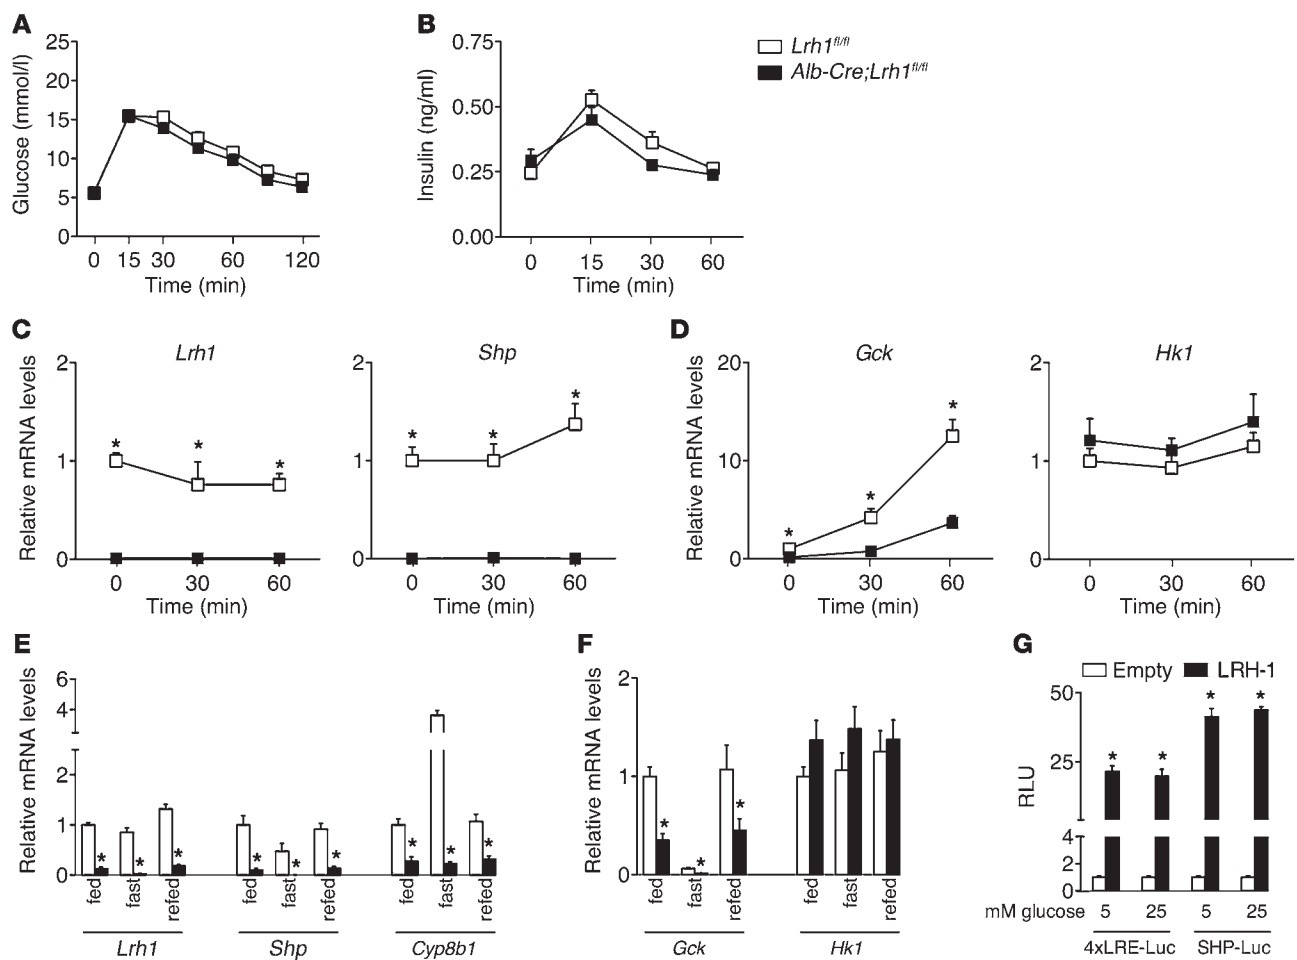 A
Glucose (mmol/l)
25
20
15
10
5
0
0 15 30 60 120
Time (min)
B
Insulin (ng/ml)
0.75
0.50
0.25
0.00
0 15 30 60
Time (min)
Lrh1fl/fl
Alb-Cre;Lrh1fl/fl
C
Relative mRNA levels
Lrh1
2
1
0
* * *
0 30 60
Time (min)
Shp
2
1
0
* * *
0 30 60
Time (min)
D
Relative mRNA levels
Gck
20
10
0
* * *
0 30 60
Time (min)
Hk1
2
1
0
0 30 60
Time (min)
E
Relative mRNA levels
6
4
2
1
0
* * * * * * * * *
fed fast refed fed fast refed fed fast refed
Lrh1 Shp Cyp8b1
F
Relative mRNA levels
2
1
0
* * *
fed fast refed fed fast refed
Gck Hk1
G
Empty LRH-1
RLU
50
25
4
2
0
* * * *
mM glucose 5 25 5 25
4xLRE-Luc SHP-Luc